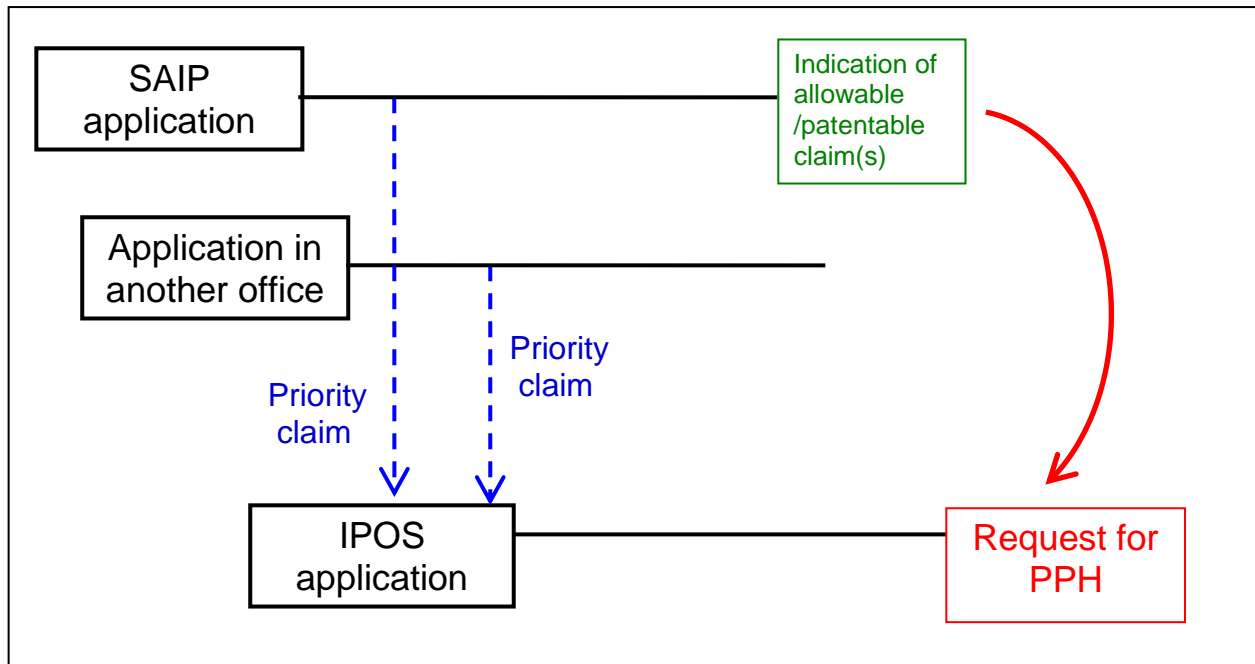 SAIP
application
Indication of
allowable
/patentable
claim(s)
Application in
another office
Priority
claim
Priority
claim
IPOS
application
Request for
PPH